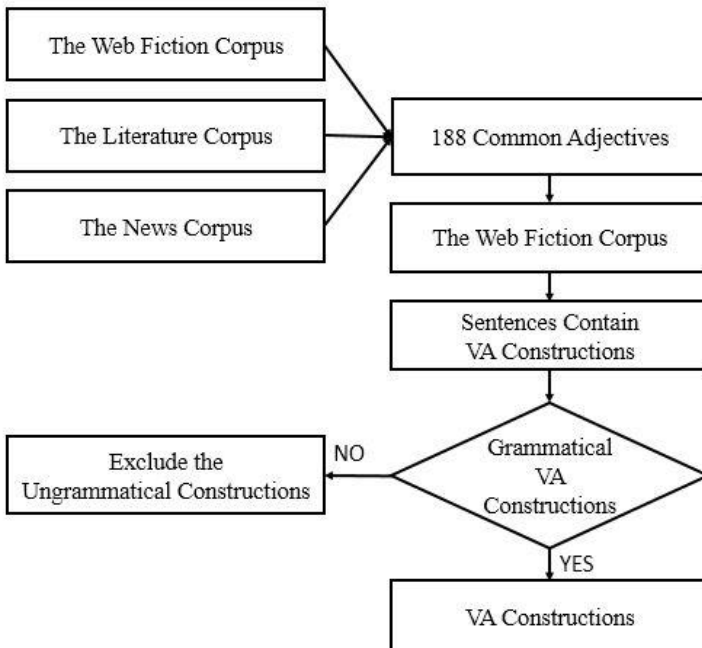 The Web Fiction Corpus
The Literature Corpus
The News Corpus
188 Common Adjectives
The Web Fiction Corpus
Sentences Contain
VA Constructions
Grammatical
VA
Constructions
NO
Exclude the
Ungrammatical Constructions
YES
VA Constructions